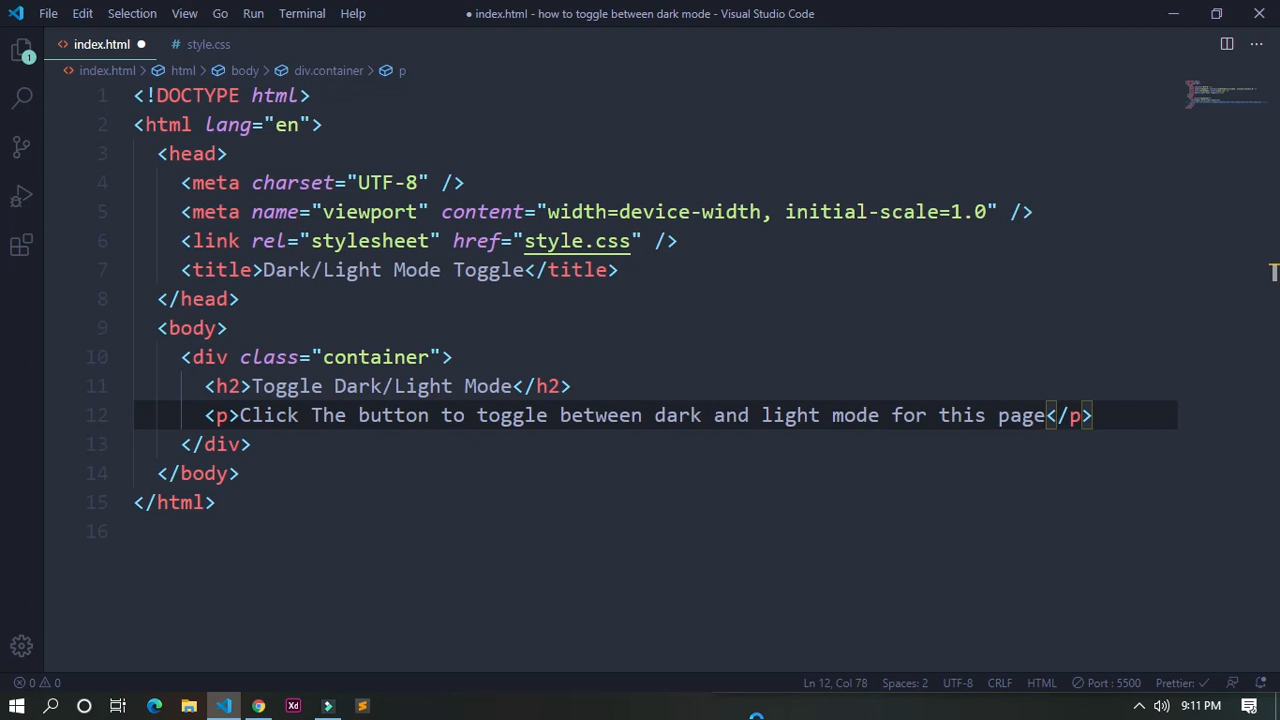 File Edit Selection View Go Run Terminal Help ● index.html - how to toggle between dark mode - Visual Studio Code
index.html # style.css
index.html html body div.container p
1 <!DOCTYPE html>
2 <html lang="en">
3 <head>
4 <meta charset="UTF-8" />
5 <meta name="viewport" content="width=device-width, initial-scale=1.0" />
6 <link rel="stylesheet" href="style.css" />
7 <title>Dark/Light Mode Toggle</title>
8 </head>
9 <body>
10 <div class="container">
11 <h2>Toggle Dark/Light Mode</h2>
12 <p>Click The button to toggle between dark and light mode for this page</p>
13 </div>
14 </body>
15 </html>
16
1
0 0 Ln 12, Col 78 Spaces: 2 UTF-8 CRLF HTML Port : 5500 Prettier: ✓
Xd 9:11 PM